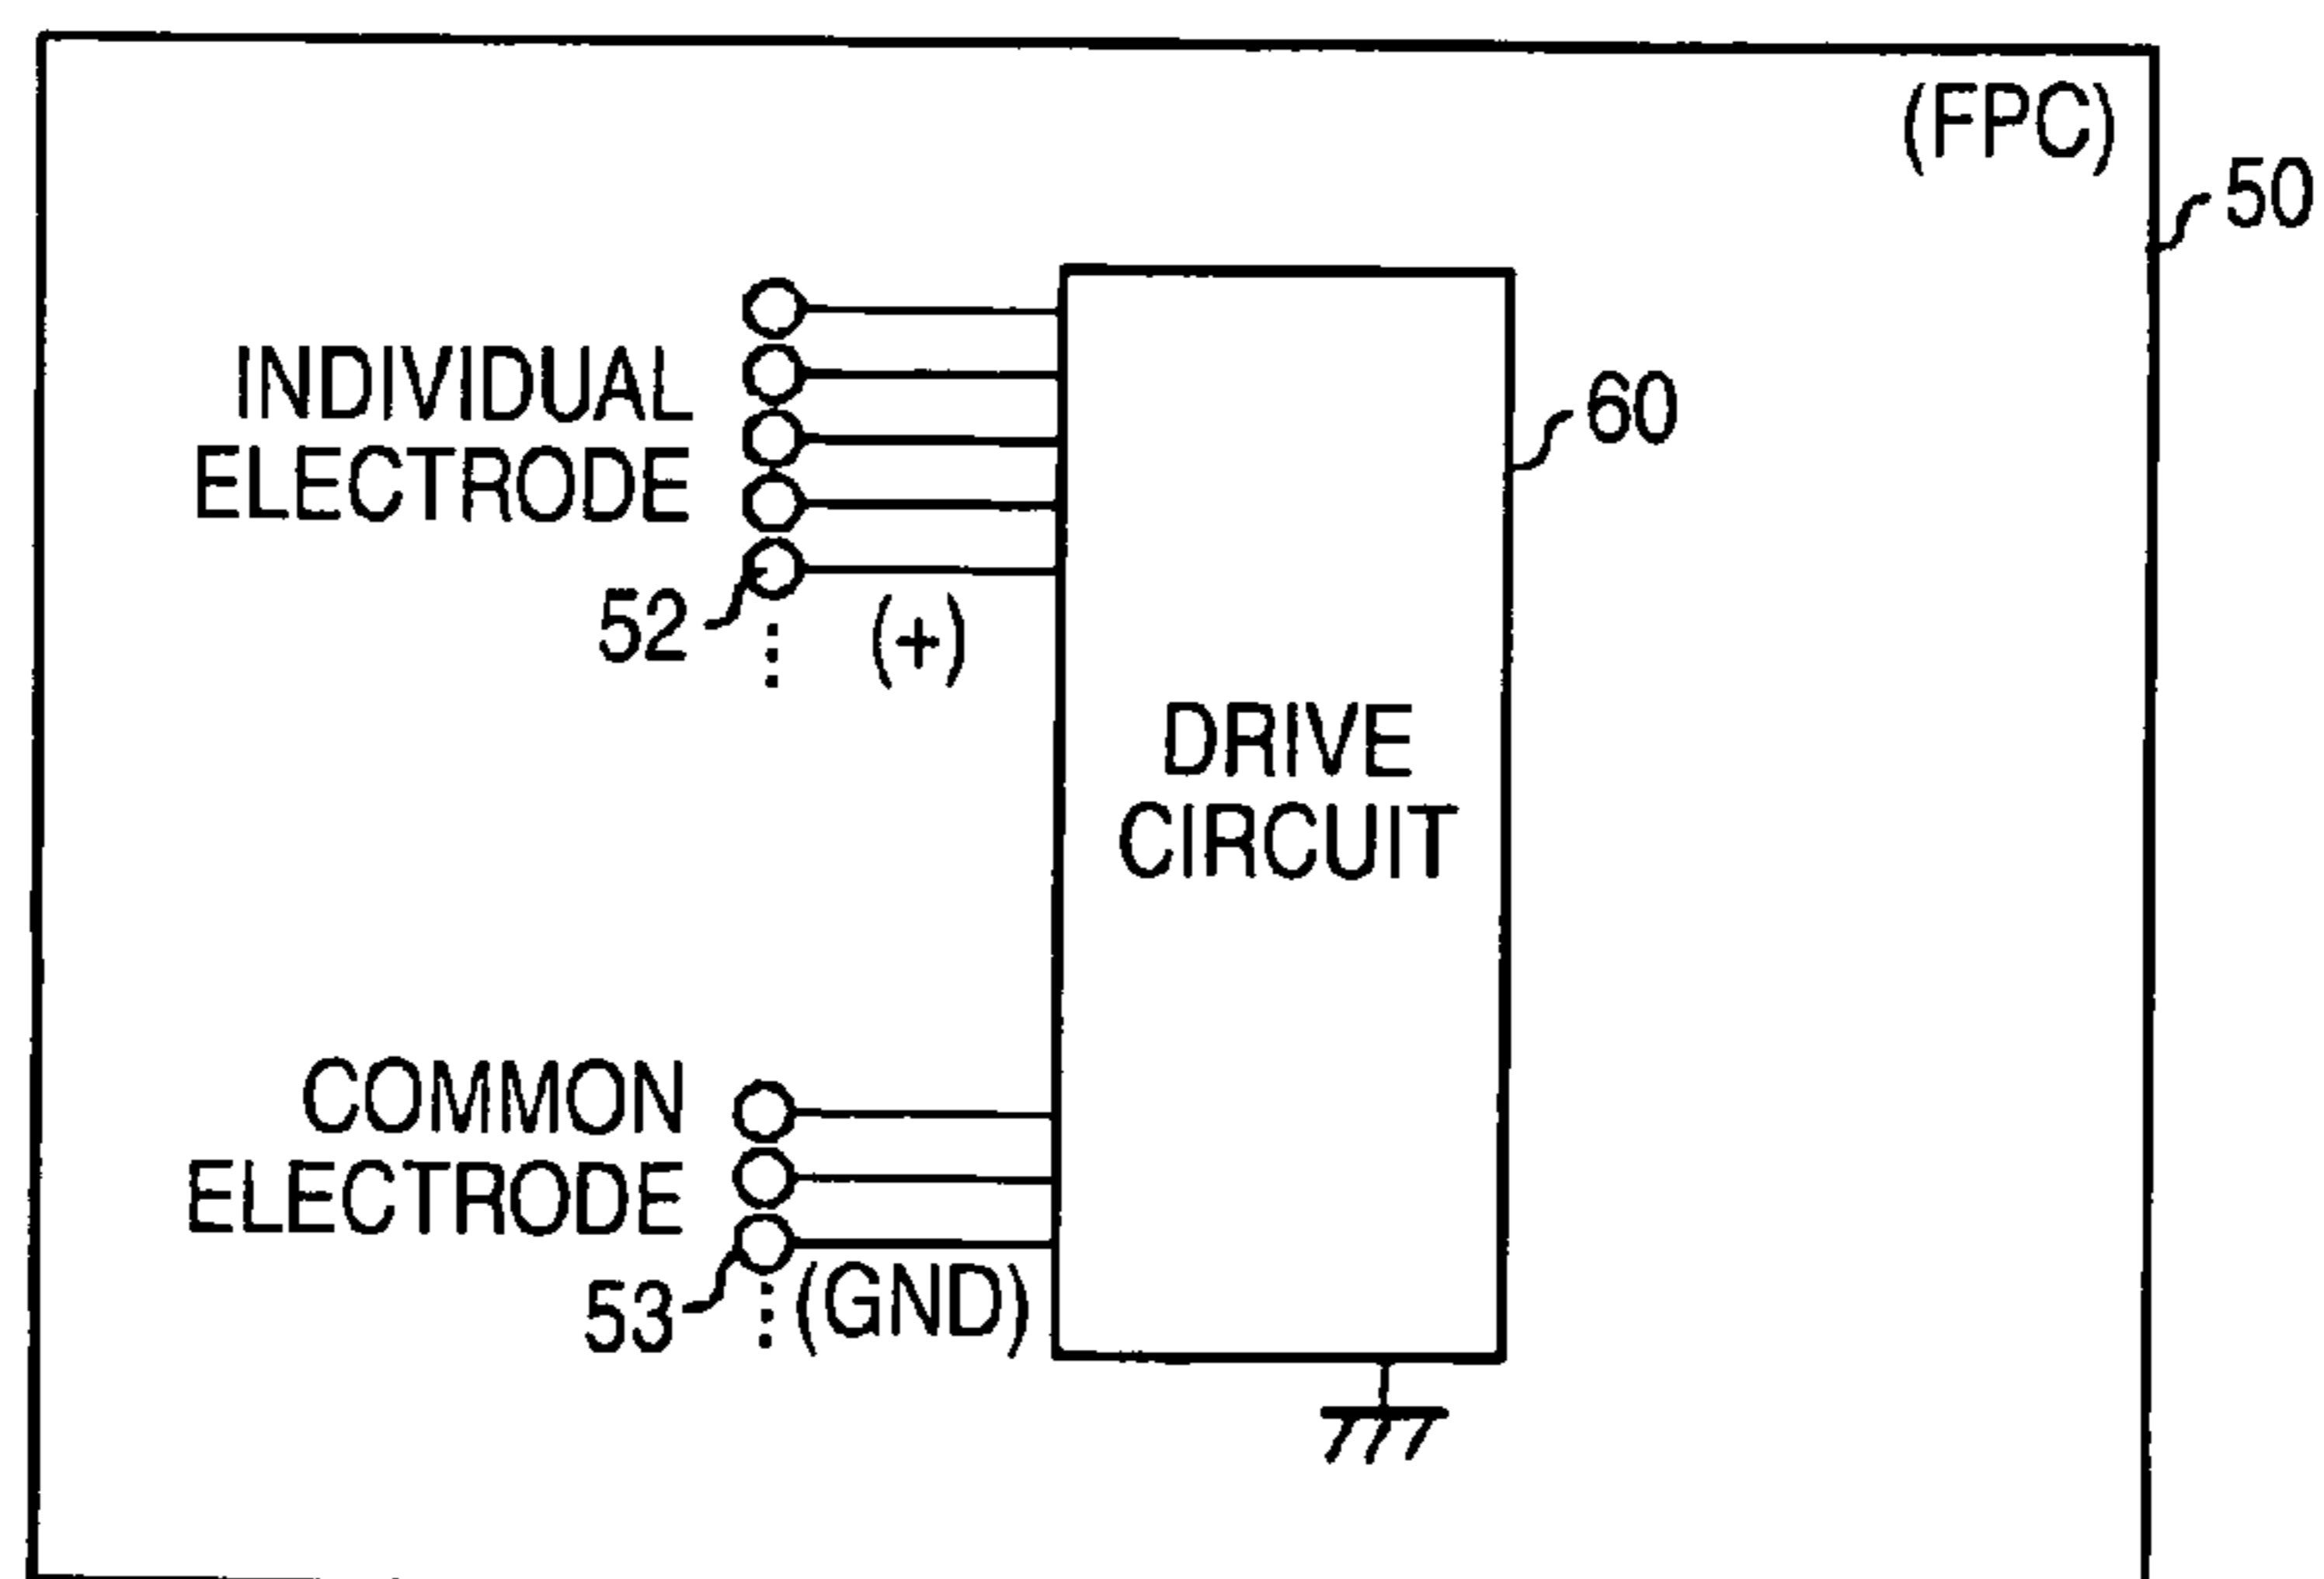 (FPC)
50
INDIVIDUAL
ELECTRODE
60
52
(+)
DRIVE
CIRCUIT
COMMON
ELECTRODE
53
(GND)